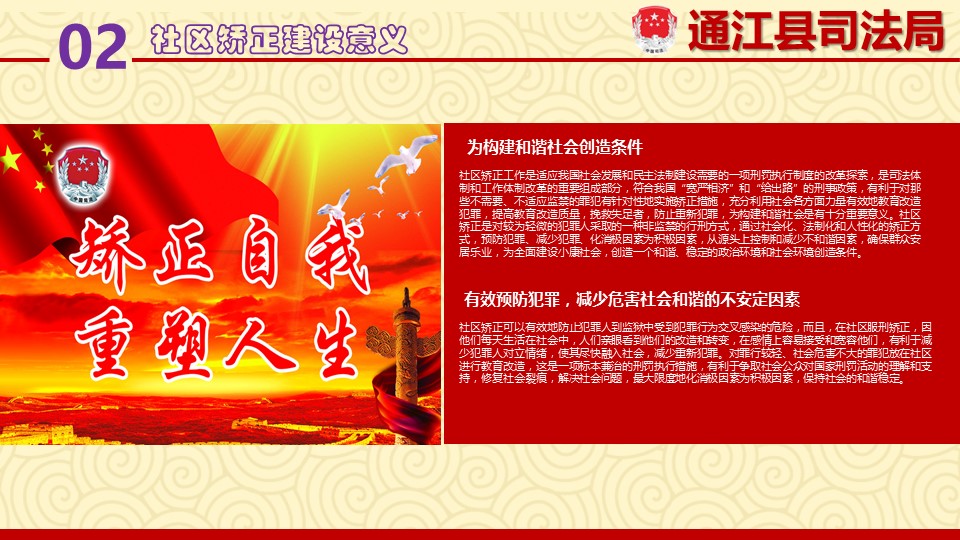 02 社区矫正建设意义
通江县司法局
矫正自我
重塑人生
为构建和谐社会创造条件
社区矫正工作是适应我国社会发展和民主法制建设需要的一项刑罚执行制度的改革探索，是司法体
制和工作体制改革的重要组成部分，符合我国“宽严相济”和“给出路”的刑事政策，有利于对那
些不需要、不适应监禁的罪犯有针对性地实施矫正措施，充分利用社会各方面力量有效地教育改造
犯罪，提高教育改造质量，挽救失足者，防止重新犯罪，为构建和谐社会是有十分重要意义。社区
矫正是对较为轻微的犯罪人采取的一种非监禁的行刑方式，通过社会化、法制化和人性化的矫正方
式，预防犯罪、减少犯罪、化消极因素为积极因素，从源头上控制和减少不和谐因素，确保群众安
居乐业，为全面建设小康社会，创造一个和谐、稳定的政治环境和社会环境创造条件。
有效预防犯罪，减少危害社会和谐的不安定因素
社区矫正可以有效地防止犯罪人到监狱中受到犯罪行为交叉感染的危险，而且，在社区服刑矫正，因
他们每天生活在社会中，人们亲眼看到他们的改造和转变，在感情上容易接受和宽容他们，有利于减
少犯罪人对立情绪，使其尽快融入社会，减少重新犯罪。对罪行较轻、社会危害不大的罪犯放在社区
进行教育改造，这是一项标本兼治的刑罚执行措施，有利于争取社会公众对国家刑罚活动的理解和支
持，修复社会裂痕，解决社会问题，最大限度地化消极因素为积极因素，保持社会的和谐稳定。